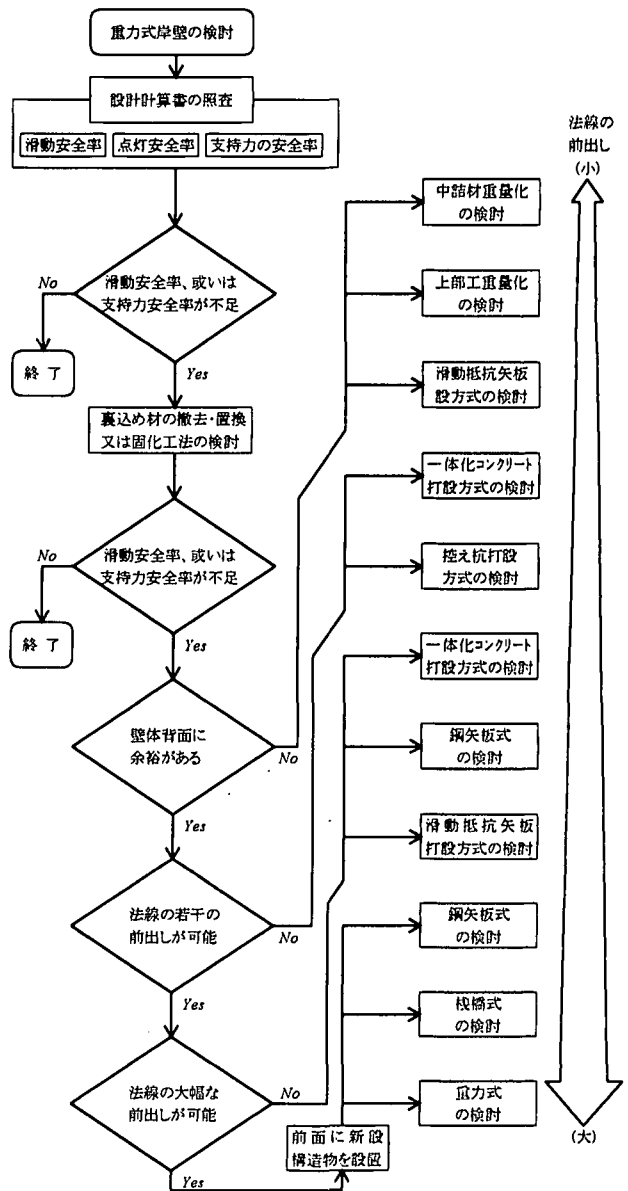 重力式岸壁の検討
設計計算書の照査
滑動安全率
点灯安全率
支持力の安全率
No
滑動安全率、或いは
支持力安全率が不足
終 了
Yes
裏込め材の撤去・置換
又は固化工法の検討
No
滑動安全率、或いは
支持力安全率が不足
終 了
Yes
壁体背面に
余裕がある
No
Yes
法線の若干の
前出しが可能
No
Yes
法線の大幅な
前出しが可能
No
Yes
前面に新設
構造物を設置
中詰材重量化
の検討
上部工重量化
の検討
滑動抵抗矢板
設方式の検討
一体化コンクリート
打設方式の検討
控え杭打設
方式の検討
一体化コンクリート
打設方式の検討
鋼矢板式
の検討
滑動抵抗矢板
打設方式の検討
鋼矢板式
の検討
桟橋式
の検討
重力式
の検討
法線の
前出し
(小)
(大)